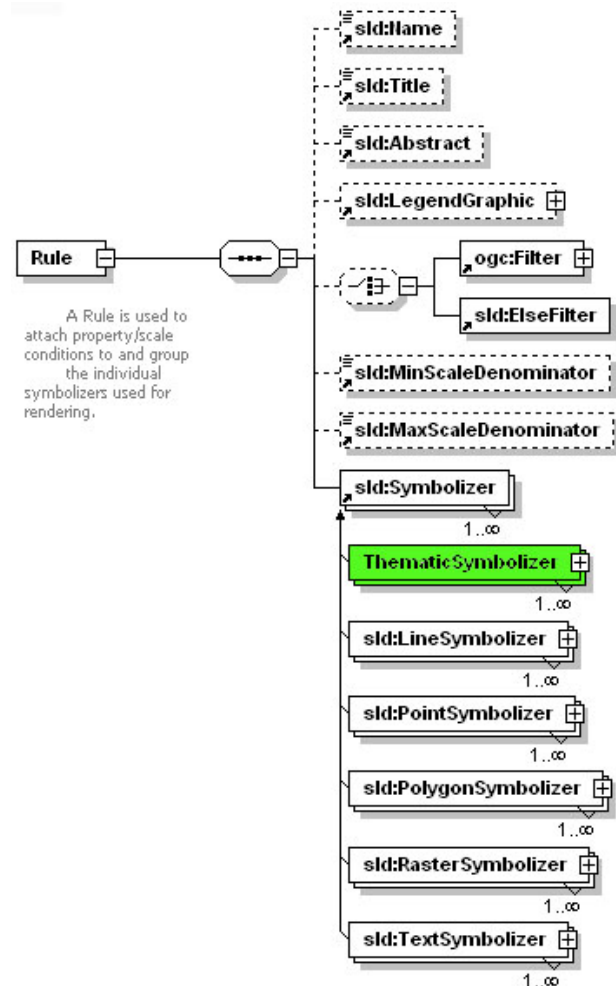 sld:Name
sld:Title
sld:Abstract
sld:LegendGraphic
Rule
ogc:Filter
sld:ElseFilter
A Rule is used to
attach property/scale
conditions to and group
the individual
symbolizers used for
rendering.
sld:MinScaleDenominator
sld:MaxScaleDenominator
sld:Symbolizer
1..∞
ThematicSymbolizer
1..∞
sld:LineSymbolizer
1..∞
sld:PointSymbolizer
1..∞
sld:PolygonSymbolizer
1..∞
sld:RasterSymbolizer
1..∞
sld:TextSymbolizer
1..∞